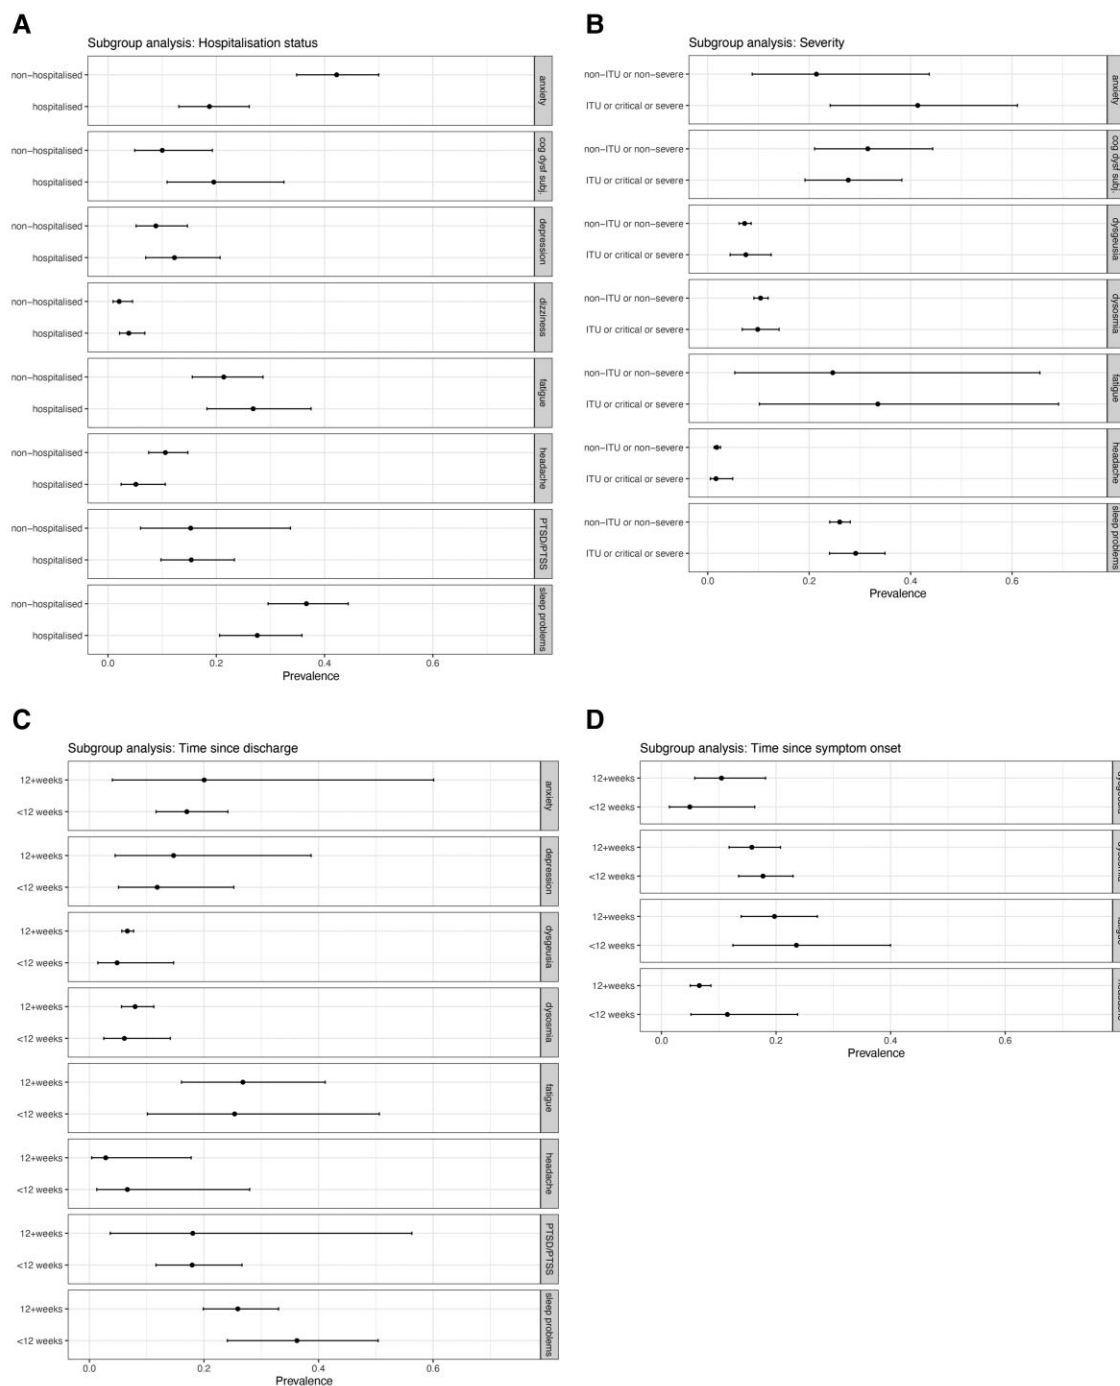 A
Subgroup analysis: Hospitalisation status
non-hospitalised
hospitalised
anxiety
non-hospitalised
hospitalised
cog dysf subj.
non-hospitalised
hospitalised
depression
non-hospitalised
hospitalised
dizziness
non-hospitalised
hospitalised
fatigue
non-hospitalised
hospitalised
headache
non-hospitalised
hospitalised
PTSD/PTSS
non-hospitalised
hospitalised
sleep problems
0.0 0.2 0.4 0.6
Prevalence
B
Subgroup analysis: Severity
non-ITU or non-severe
ITU or critical or severe
anxiety
non-ITU or non-severe
ITU or critical or severe
cog dysf subj.
non-ITU or non-severe
ITU or critical or severe
dysgeusia
non-ITU or non-severe
ITU or critical or severe
dysosmia
non-ITU or non-severe
ITU or critical or severe
fatigue
non-ITU or non-severe
ITU or critical or severe
headache
non-ITU or non-severe
ITU or critical or severe
sleep problems
0.0 0.2 0.4 0.6
Prevalence
C
Subgroup analysis: Time since discharge
12+weeks
<12 weeks
anxiety
12+weeks
<12 weeks
depression
12+weeks
<12 weeks
dysgeusia
12+weeks
<12 weeks
dysosmia
12+weeks
<12 weeks
fatigue
12+weeks
<12 weeks
headache
12+weeks
<12 weeks
PTSD/PTSS
12+weeks
<12 weeks
sleep problems
0.0 0.2 0.4 0.6
Prevalence
D
Subgroup analysis: Time since symptom onset
12+weeks
<12 weeks
12+weeks
<12 weeks
12+weeks
<12 weeks
12+weeks
<12 weeks
0.0 0.2 0.4 0.6
Prevalence